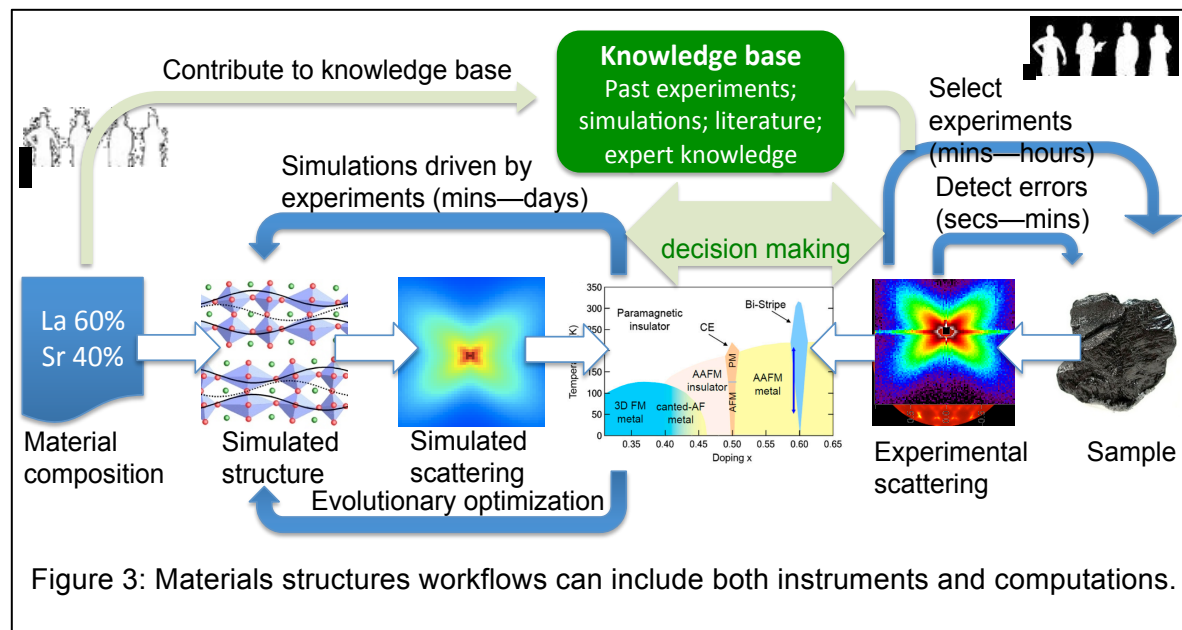 Knowledge base
Past experiments;
simulations; literature;
expert knowledge
Contribute to knowledge base
Select
experiments
(mins—hours)
Detect errors
(secs—mins)
Simulations driven by
experiments (mins—days)
decision making
La 60%
Sr 40%
350
300
250
200
150
100
50
0
Paramagnetic
insulator
CE
Bi-Stripe
PM
AAFM
insulator
AFM
AAFM
metal
3D FM
metal
canted-AF
metal
0.35
0.40
0.45
0.50
0.55
0.60
0.65
Doping x
Material
composition
Simulated
structure
Simulated
scattering
Experimental
scattering
Sample
Evolutionary optimization
Figure 3: Materials structures workflows can include both instruments and computations.